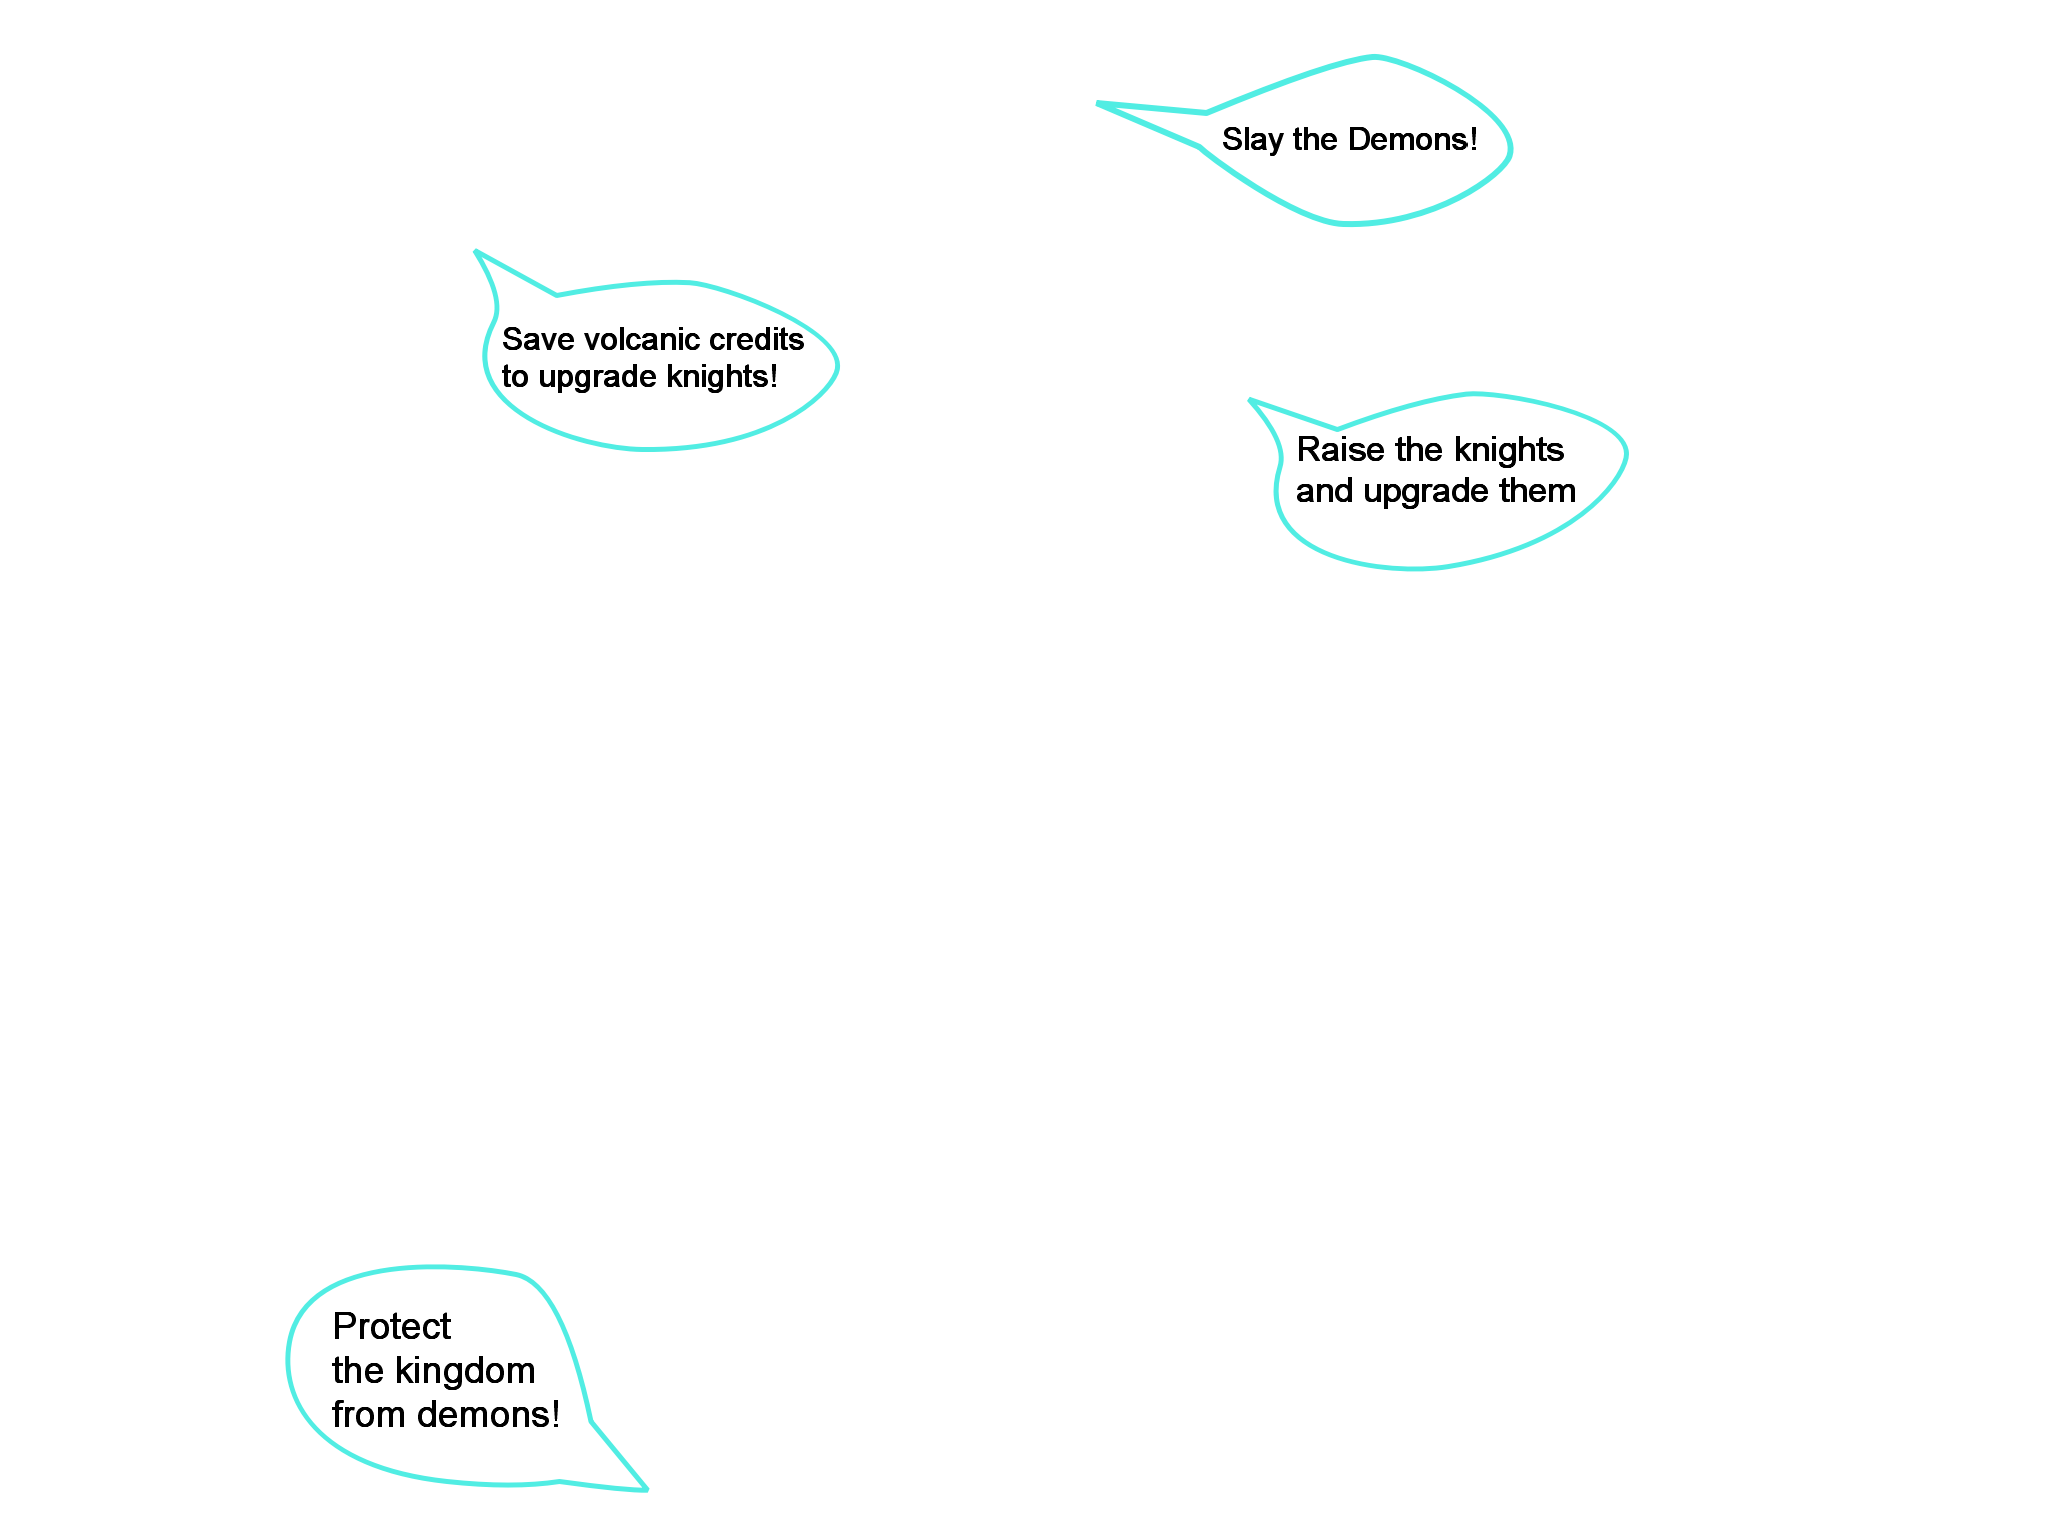 Slay the Demons!
Save volcanic credits
to upgrade knights!
Raise the knights
and upgrade them
Protect
the kingdom
from demons!